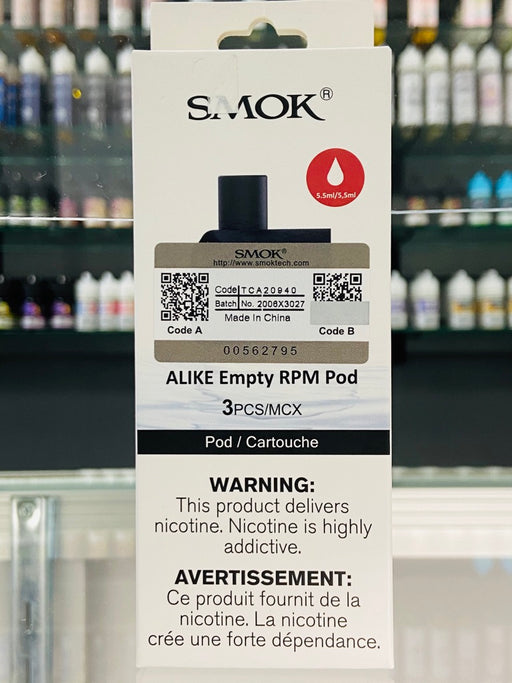 SMOK®
5.5ml/5,5ml
SMOK®
http://www.smoktech.com
Code TCA20940
Batch No. 2006X3027
Made in China
Code A
Code B
00562795
ALIKE Empty RPM Pod
3PCS/MCX
Pod / Cartouche
WARNING:
This product delivers
nicotine. Nicotine is highly
addictive.
AVERTISSEMENT:
Ce produit fournit de la
nicotine. La nicotine
crée une forte dépendance.